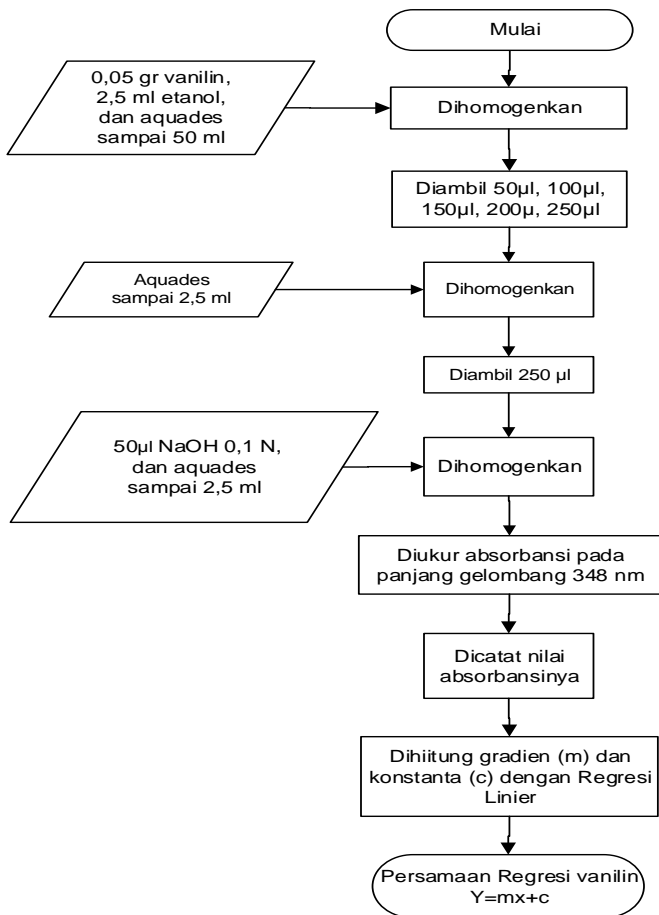 Mulai
0,05 gr vanilin,
2,5 ml etanol,
dan aquades
sampai 50 ml
Dihomogenkan
Diambil 50µl, 100µl,
150µl, 200µ, 250µl
Aquades
sampai 2,5 ml
Dihomogenkan
Diambil 250 µl
50µl NaOH 0,1 N,
dan aquades
sampai 2,5 ml
Dihomogenkan
Diukur absorbansi pada
panjang gelombang 348 nm
Dicatat nilai
absorbansinya
Dihiitung gradien (m) dan
konstanta (c) dengan Regresi
Linier
Persamaan Regresi vanilin
Y=mx+c